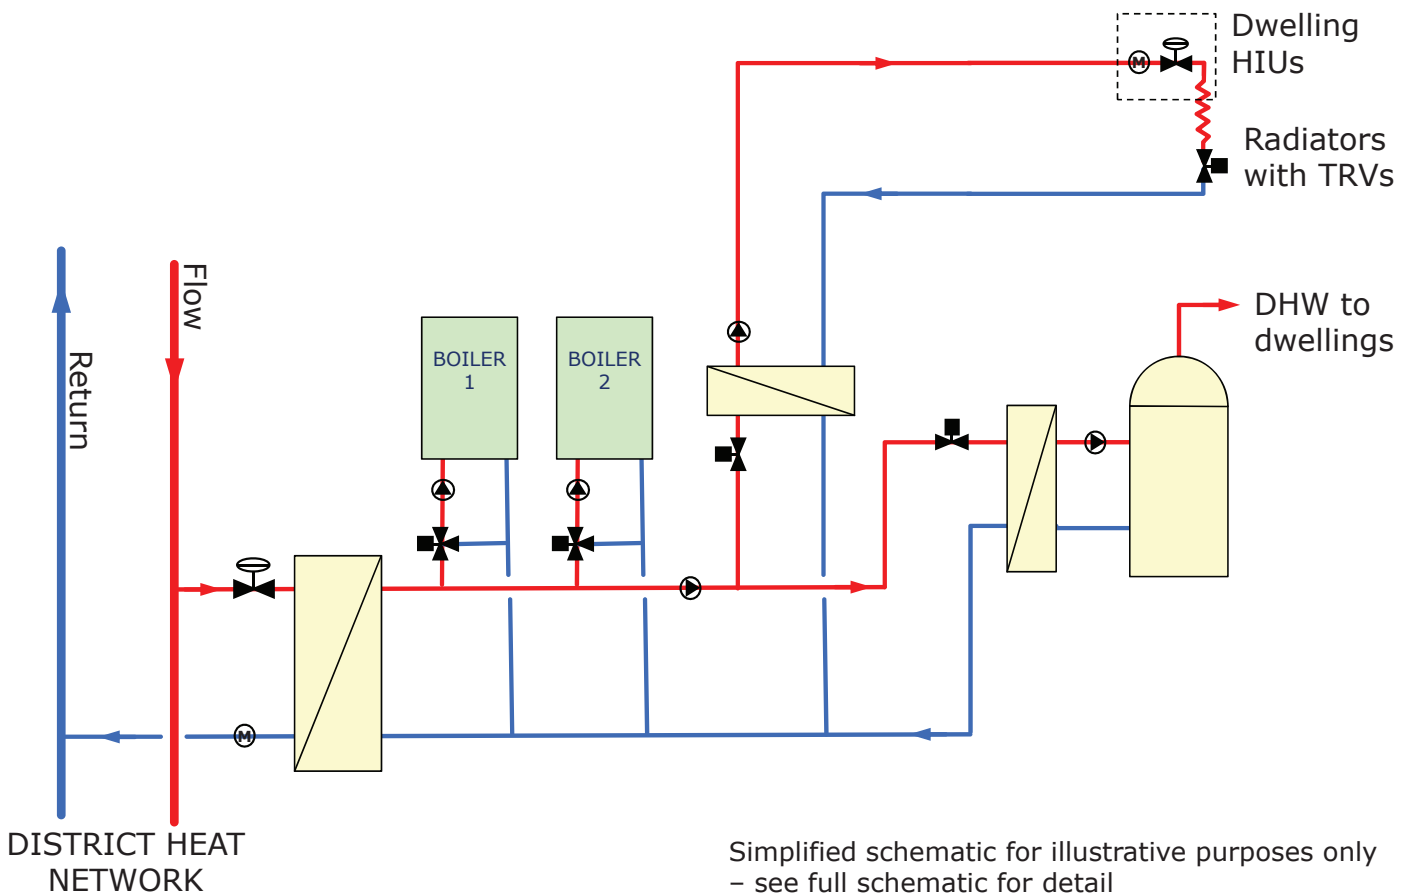 Dwelling
HIUs
M
Radiators
with TRVs
Flow
Return
BOILER
1
BOILER
2
DHW to
dwellings
M
DISTRICT HEAT
NETWORK
Simplified schematic for illustrative purposes only
– see full schematic for detail